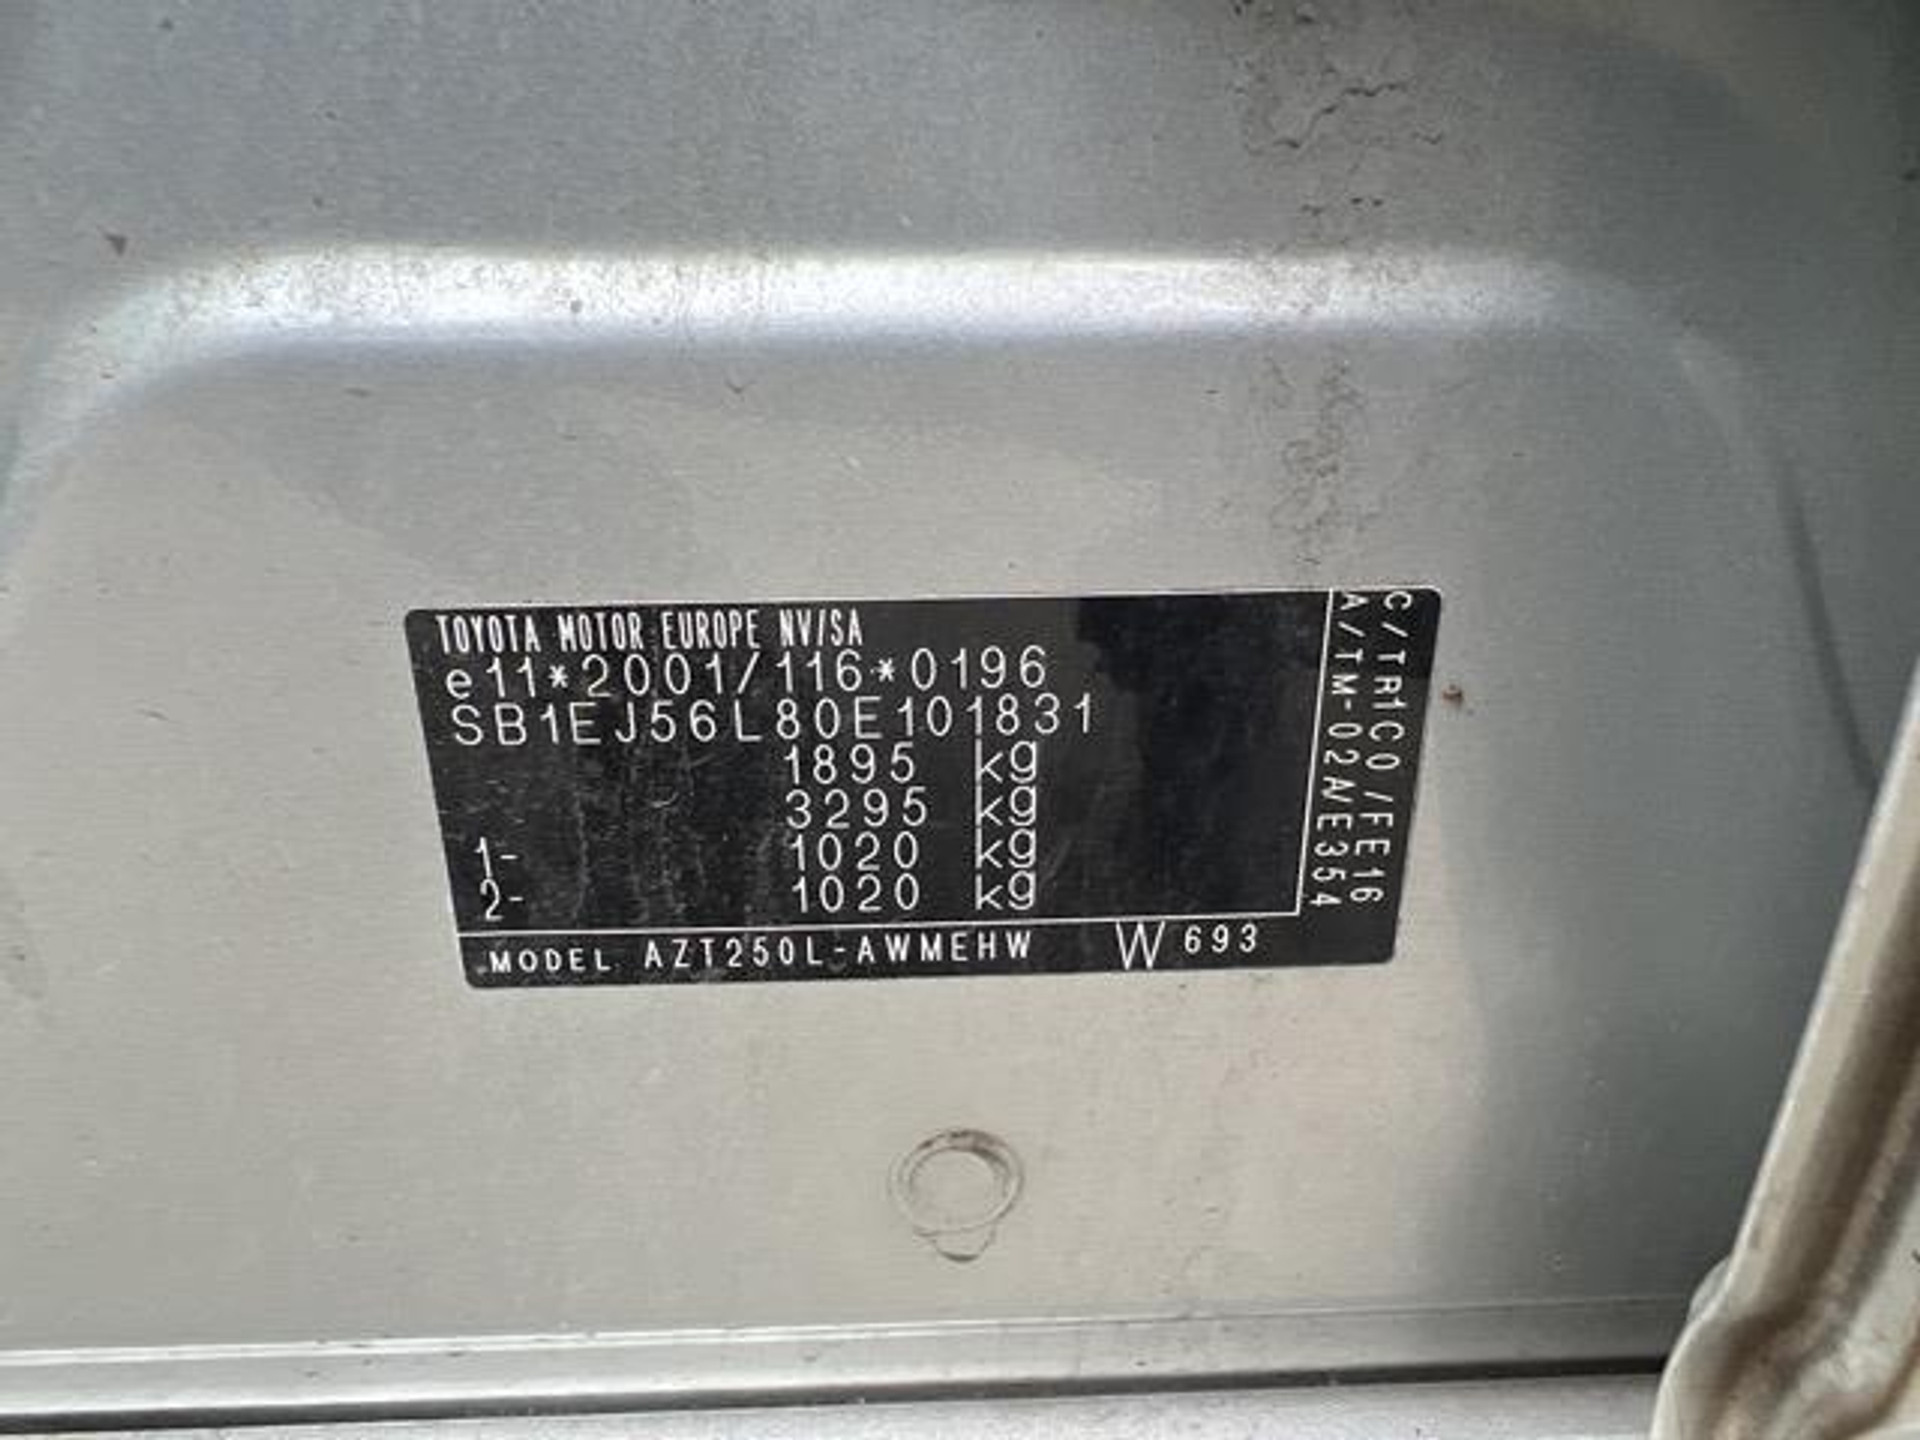 TOYOTA MOTOR EUROPE NV/SA
e11*2001/116*0196
SB1EJ56L80E101831
1895 kg
3295 kg
1- 1020 kg
2- 1020 kg
MODEL AZT250L-AWMEHW W693
C/TR1C0 /FE16
A/TM-02A/E354